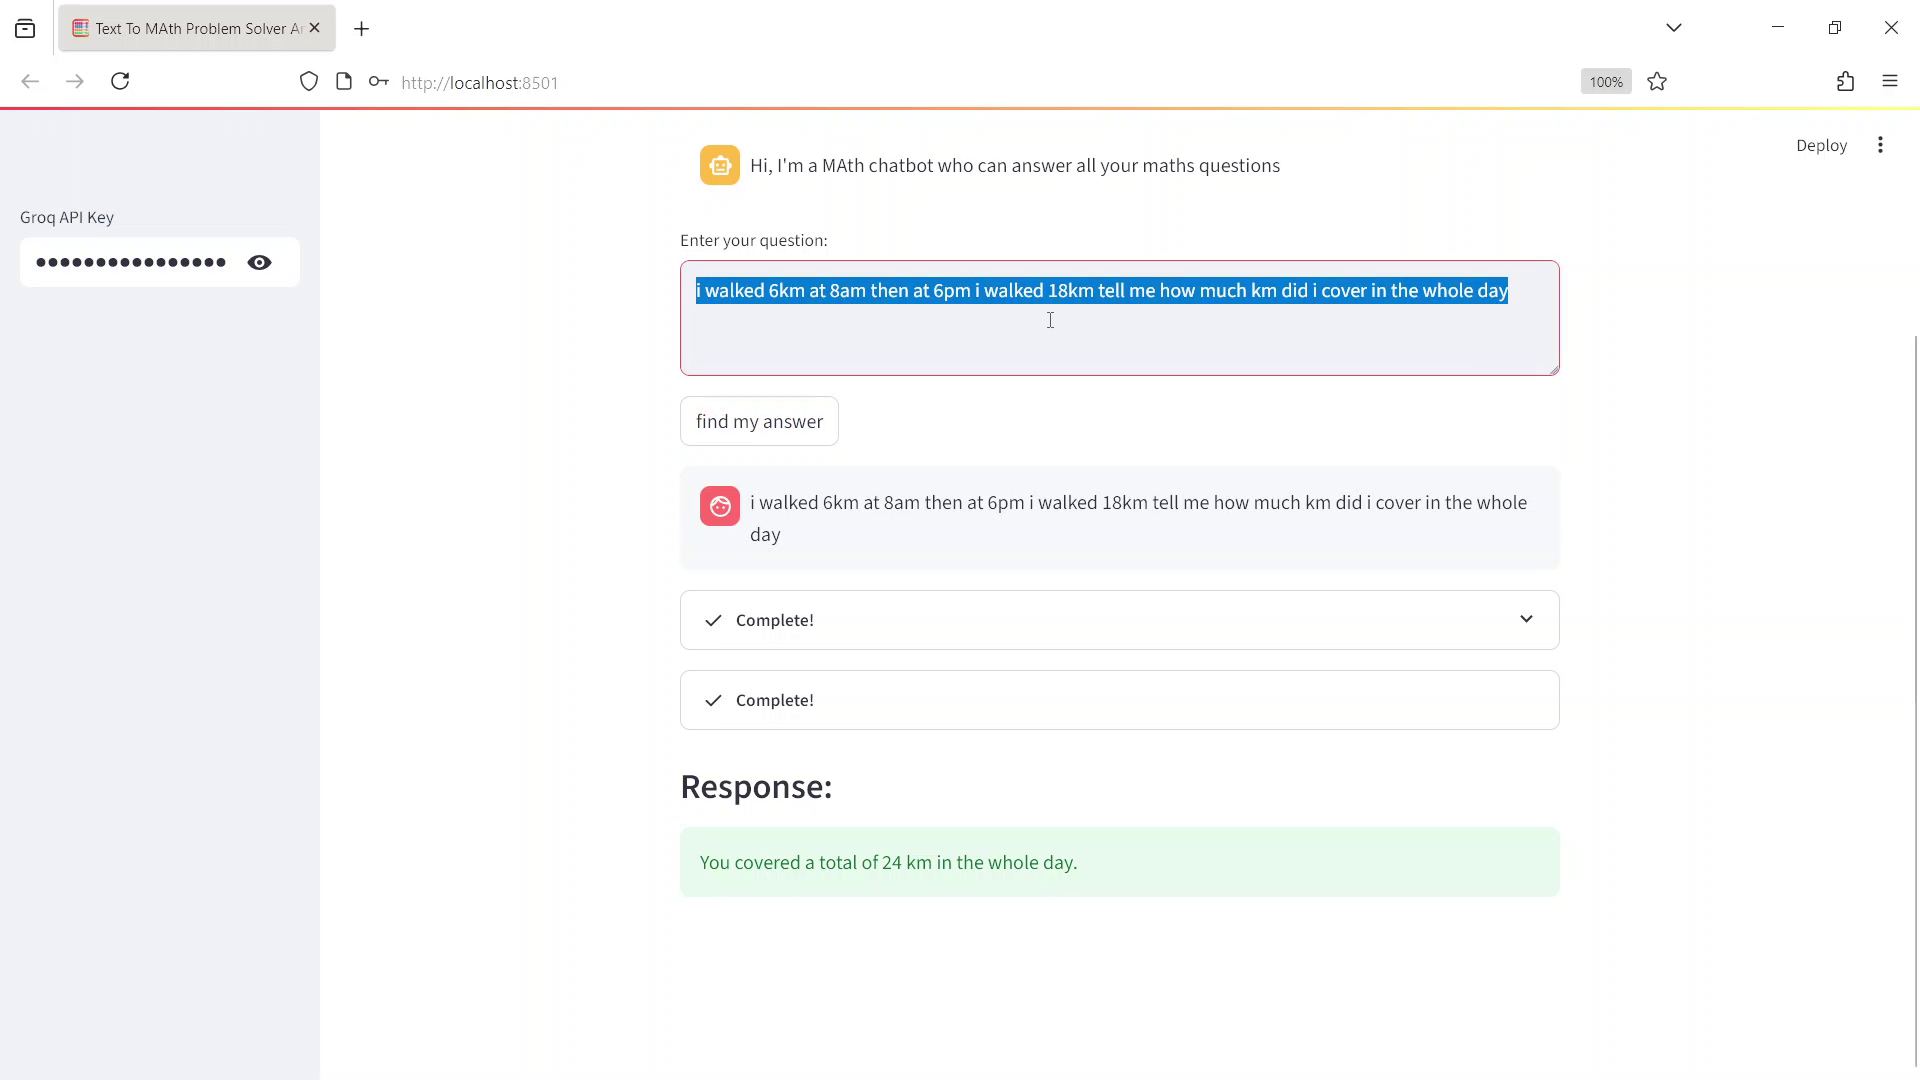 Text To MAth Problem Solver Ar
http://localhost:8501
100%
Deploy
Hi, I'm a MAth chatbot who can answer all your maths questions
Groq API Key
Enter your question:
i walked 6km at 8am then at 6pm i walked 18km tell me how much km did i cover in the whole day
find my answer
i walked 6km at 8am then at 6pm i walked 18km tell me how much km did i cover in the whole
day
Complete!
Complete!
Response:
You covered a total of 24 km in the whole day.